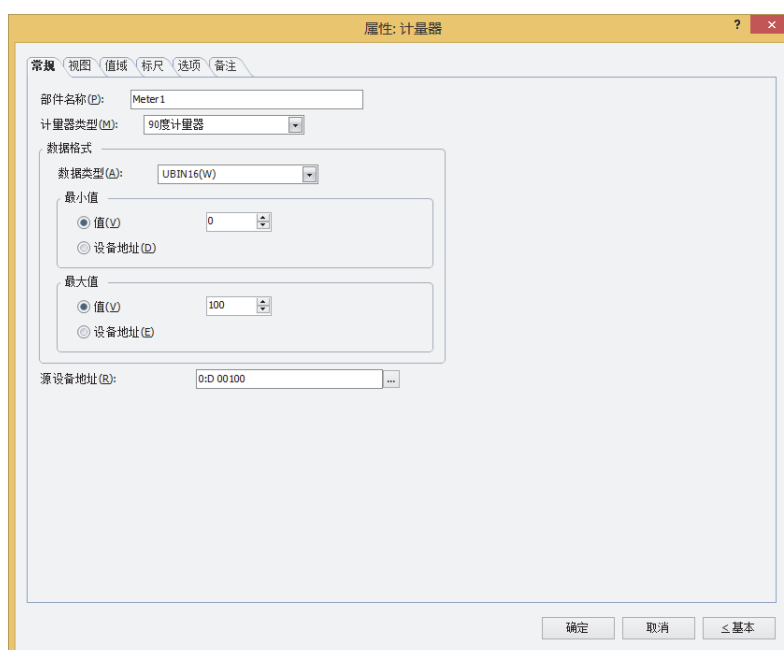 属性: 计量器 ? ×
常规 视图 值域 标尺 选项 备注
部件名称(P): Meter1
计量器类型(M): 90度计量器
数据格式
数据类型(A): UBIN16(W)
最小值
值(V) 0
设备地址(D)
最大值
值(V) 100
设备地址(E)
源设备地址(R): 0:D 00100 ...
确定 取消 ≤基本